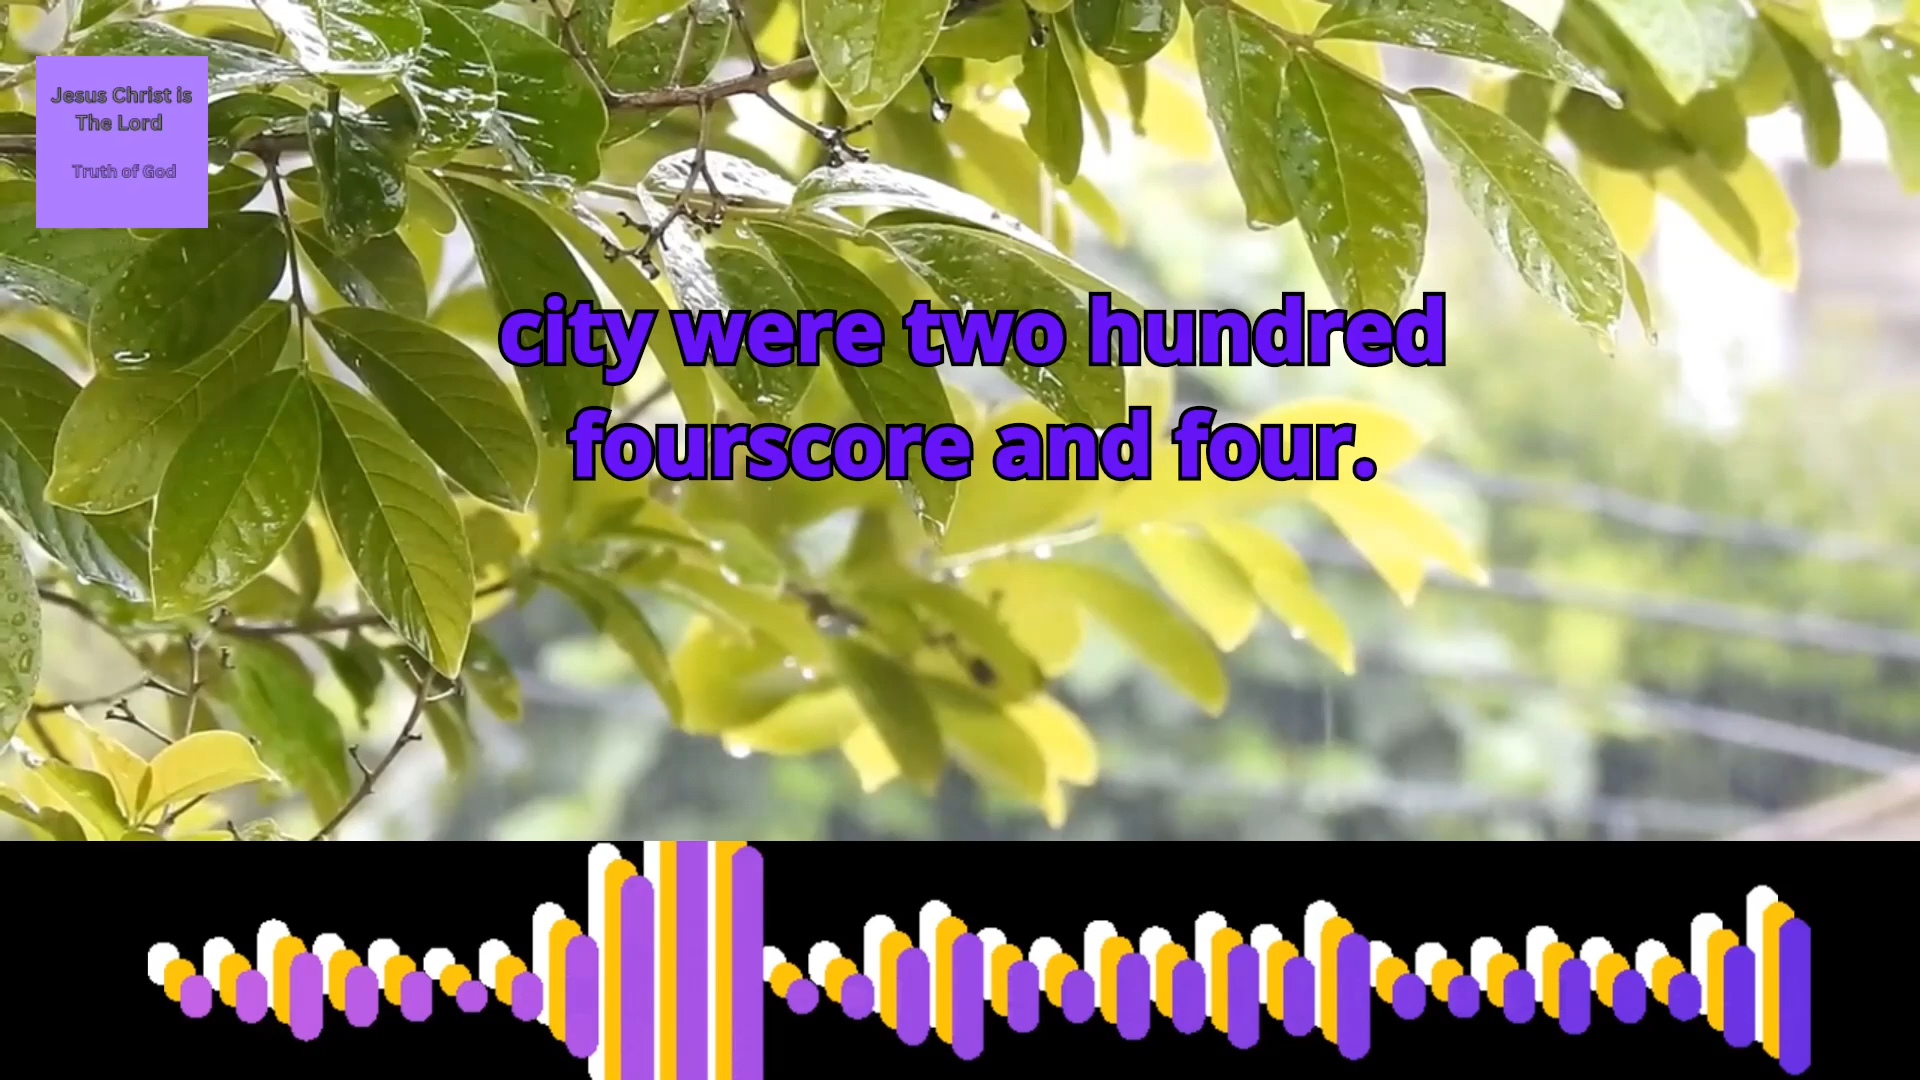 Jesus Christ is
The Lord
Truth of God
city were two hundred
fourscore and four.